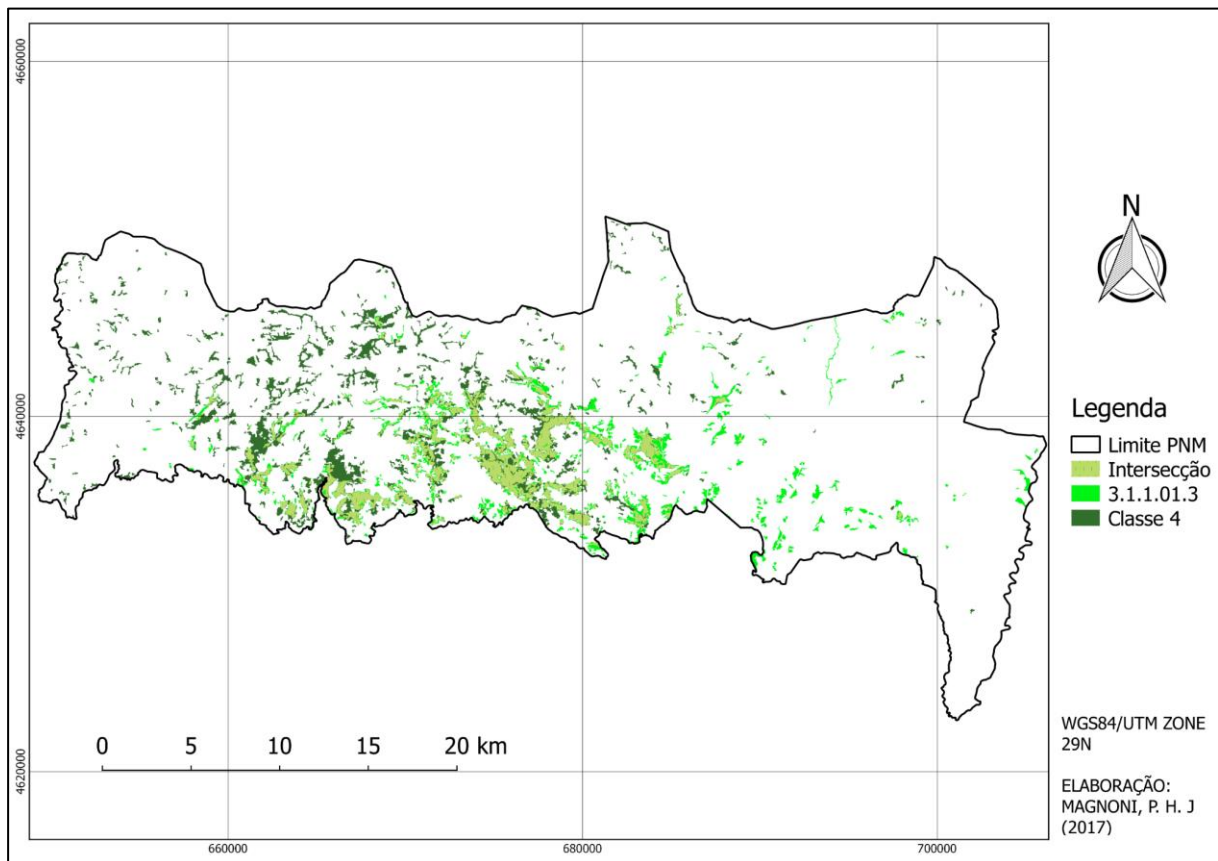 4660000
4640000
4620000
660000
680000
700000
0 5 10 15 20 km
N
Legenda
Limite PNM
Intersecção
3.1.1.01.3
Classe 4
WGS84/UTM ZONE
29N
ELABORAÇÃO:
MAGNONI, P. H. J
(2017)